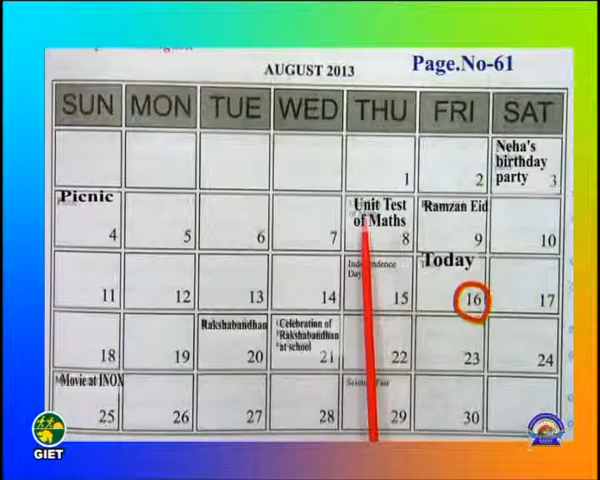 Page.No-61
AUGUST 2013
SUN MON TUE WED THU FRI SAT
1 2 Neha's birthday party 3
Picnic 4 5 6 7 Unit Test of Maths 8 Ramzan Eid 9 10
11 12 13 14 Independence Day 15 Today 16 17
18 19 Rakshabandhan 20 Celebration of Rakshabandhan at school 21 22 23 24
Movie at INOX 25 26 27 28 Science Fair 29 30
GIET